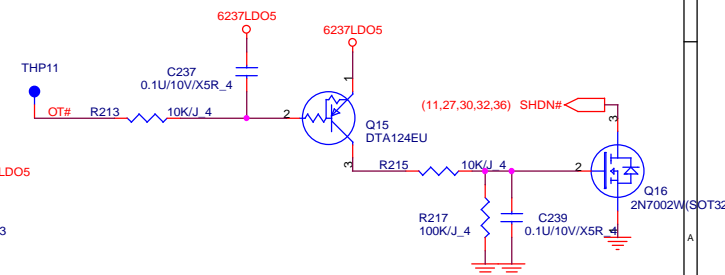 6237LDO5
6237LDO5
THP11
C237
0.1U/10V/X5R_4
OT#
R213
10K/J_4
2
1
Q15
DTA124EU
3
(11,27,30,32,36)
SHDN#
3
LDO5
R215
10K/J_4
2
Q16
2N7002W(SOT32
R217
100K/J_4
C239
0.1U/10V/X5R_4
3
A